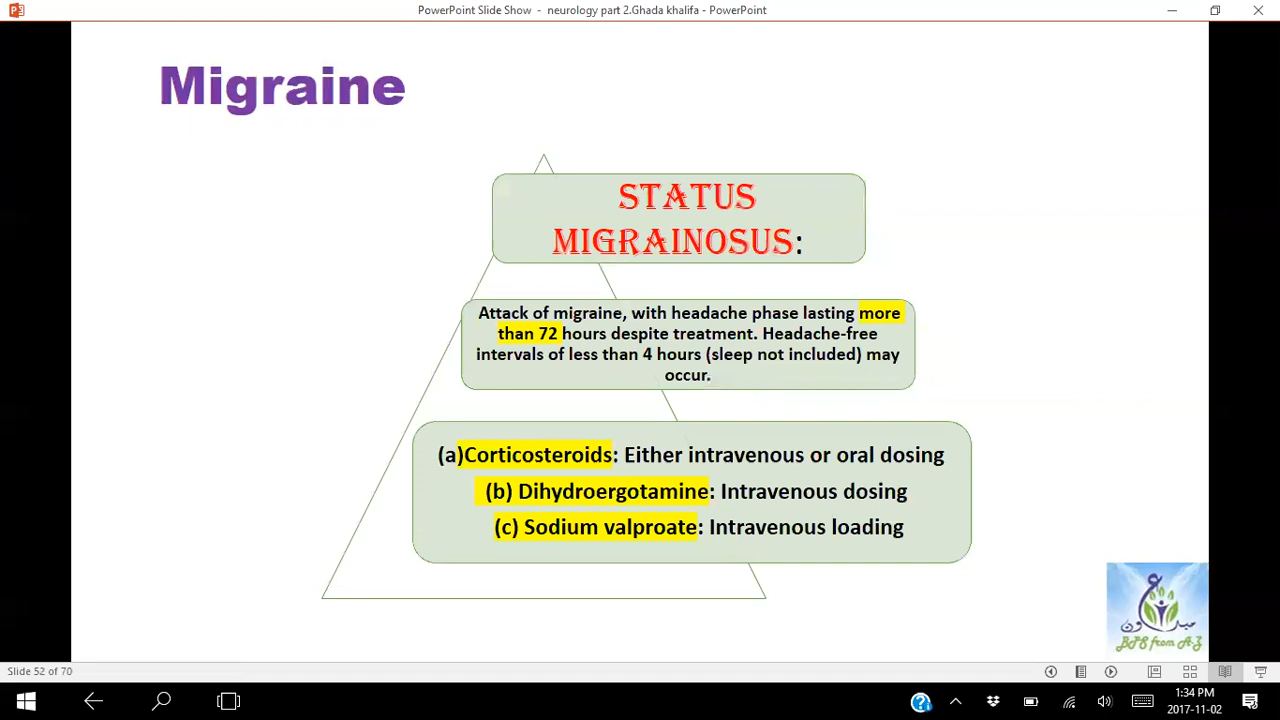 PowerPoint Slide Show - neurology part 2.Ghada khalifa - PowerPoint
Migraine
STATUS
MIGRAINOSUS:
Attack of migraine, with headache phase lasting more
than 72 hours despite treatment. Headache-free
intervals of less than 4 hours (sleep not included) may
occur.
(a)Corticosteroids: Either intravenous or oral dosing
(b) Dihydroergotamine: Intravenous dosing
(c) Sodium valproate: Intravenous loading
BPS from A-Z
Slide 52 of 70
1:34 PM
2017-11-02